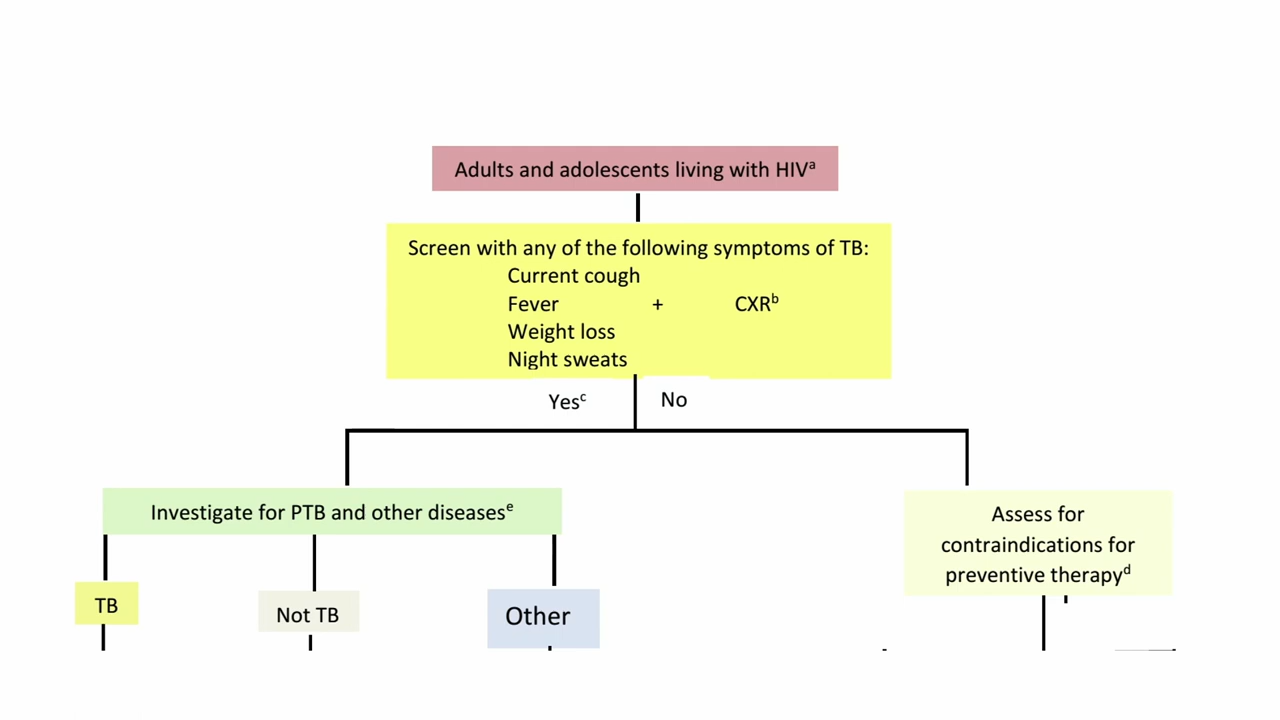 Adults and adolescents living with HIVᵃ
Screen with any of the following symptoms of TB:
Current cough
Fever + CXRᵇ
Weight loss
Night sweats
Yesᶜ No
Investigate for PTB and other diseasesᵉ
Assess for
contraindications for
preventive therapyᵈ
TB
Not TB
Other